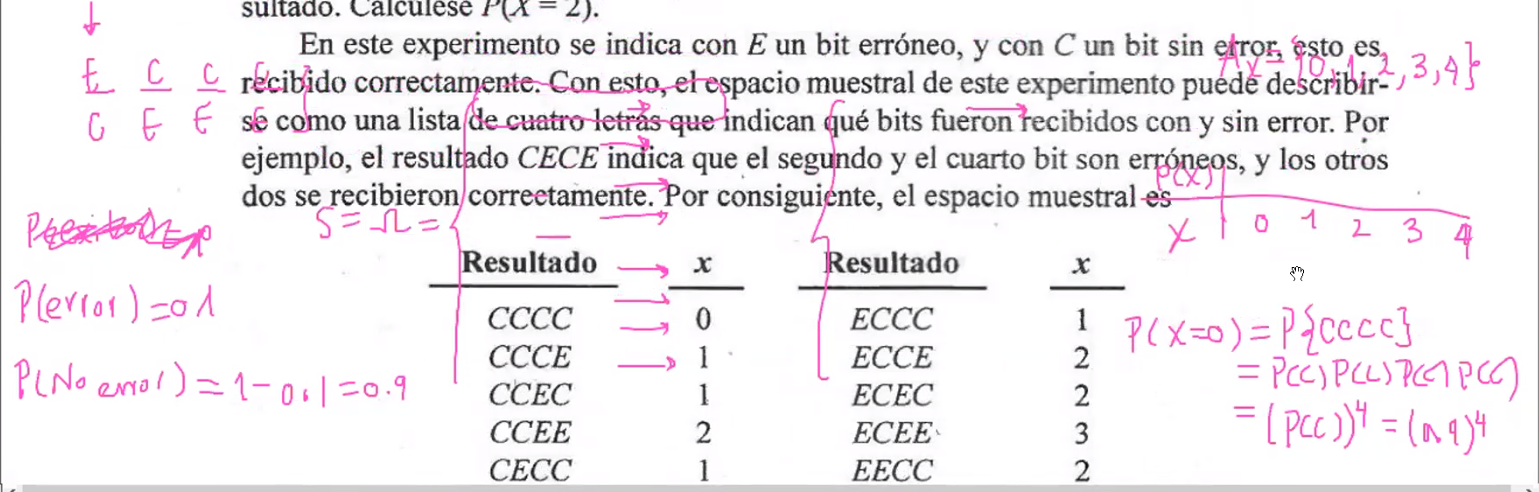 sultado. Calcúlese P(X = 2).
En este experimento se indica con E un bit erróneo, y con C un bit sin error, esto es,
recibido correctamente. Con esto, el espacio muestral de este experimento puede describir-
se como una lista de cuatro letras que indican qué bits fueron recibidos con y sin error. Por
ejemplo, el resultado CECE indica que el segundo y el cuarto bit son erróneos, y los otros
dos se recibieron correctamente. Por consiguiente, el espacio muestral es
E C C E
C E E E
Ax = {0, 1, 2, 3, 4}
S = Ω =
P(X)
X 0 1 2 3 4
P(error) = 0.1
P(No error) = 1 - 0.1 = 0.9
Resultado x Resultado x
CCCC 0 ECCC 1
CCCE 1 ECCE 2
CCEC 1 ECEC 2
CCEE 2 ECEE 3
CECC 1 EECC 2
P(X=0) = P{CCCC}
= P(C) P(C) P(C) P(C)
= (P(C))⁴ = (0.9)⁴